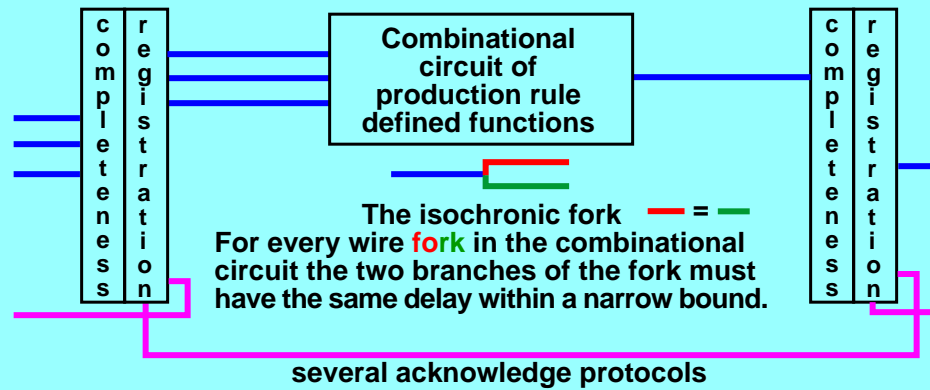 completeness
registration
Combinational
circuit of
production rule
defined functions
completeness
registration
The isochronic fork = 
For every wire fork in the combinational
circuit the two branches of the fork must
have the same delay within a narrow bound.
several acknowledge protocols